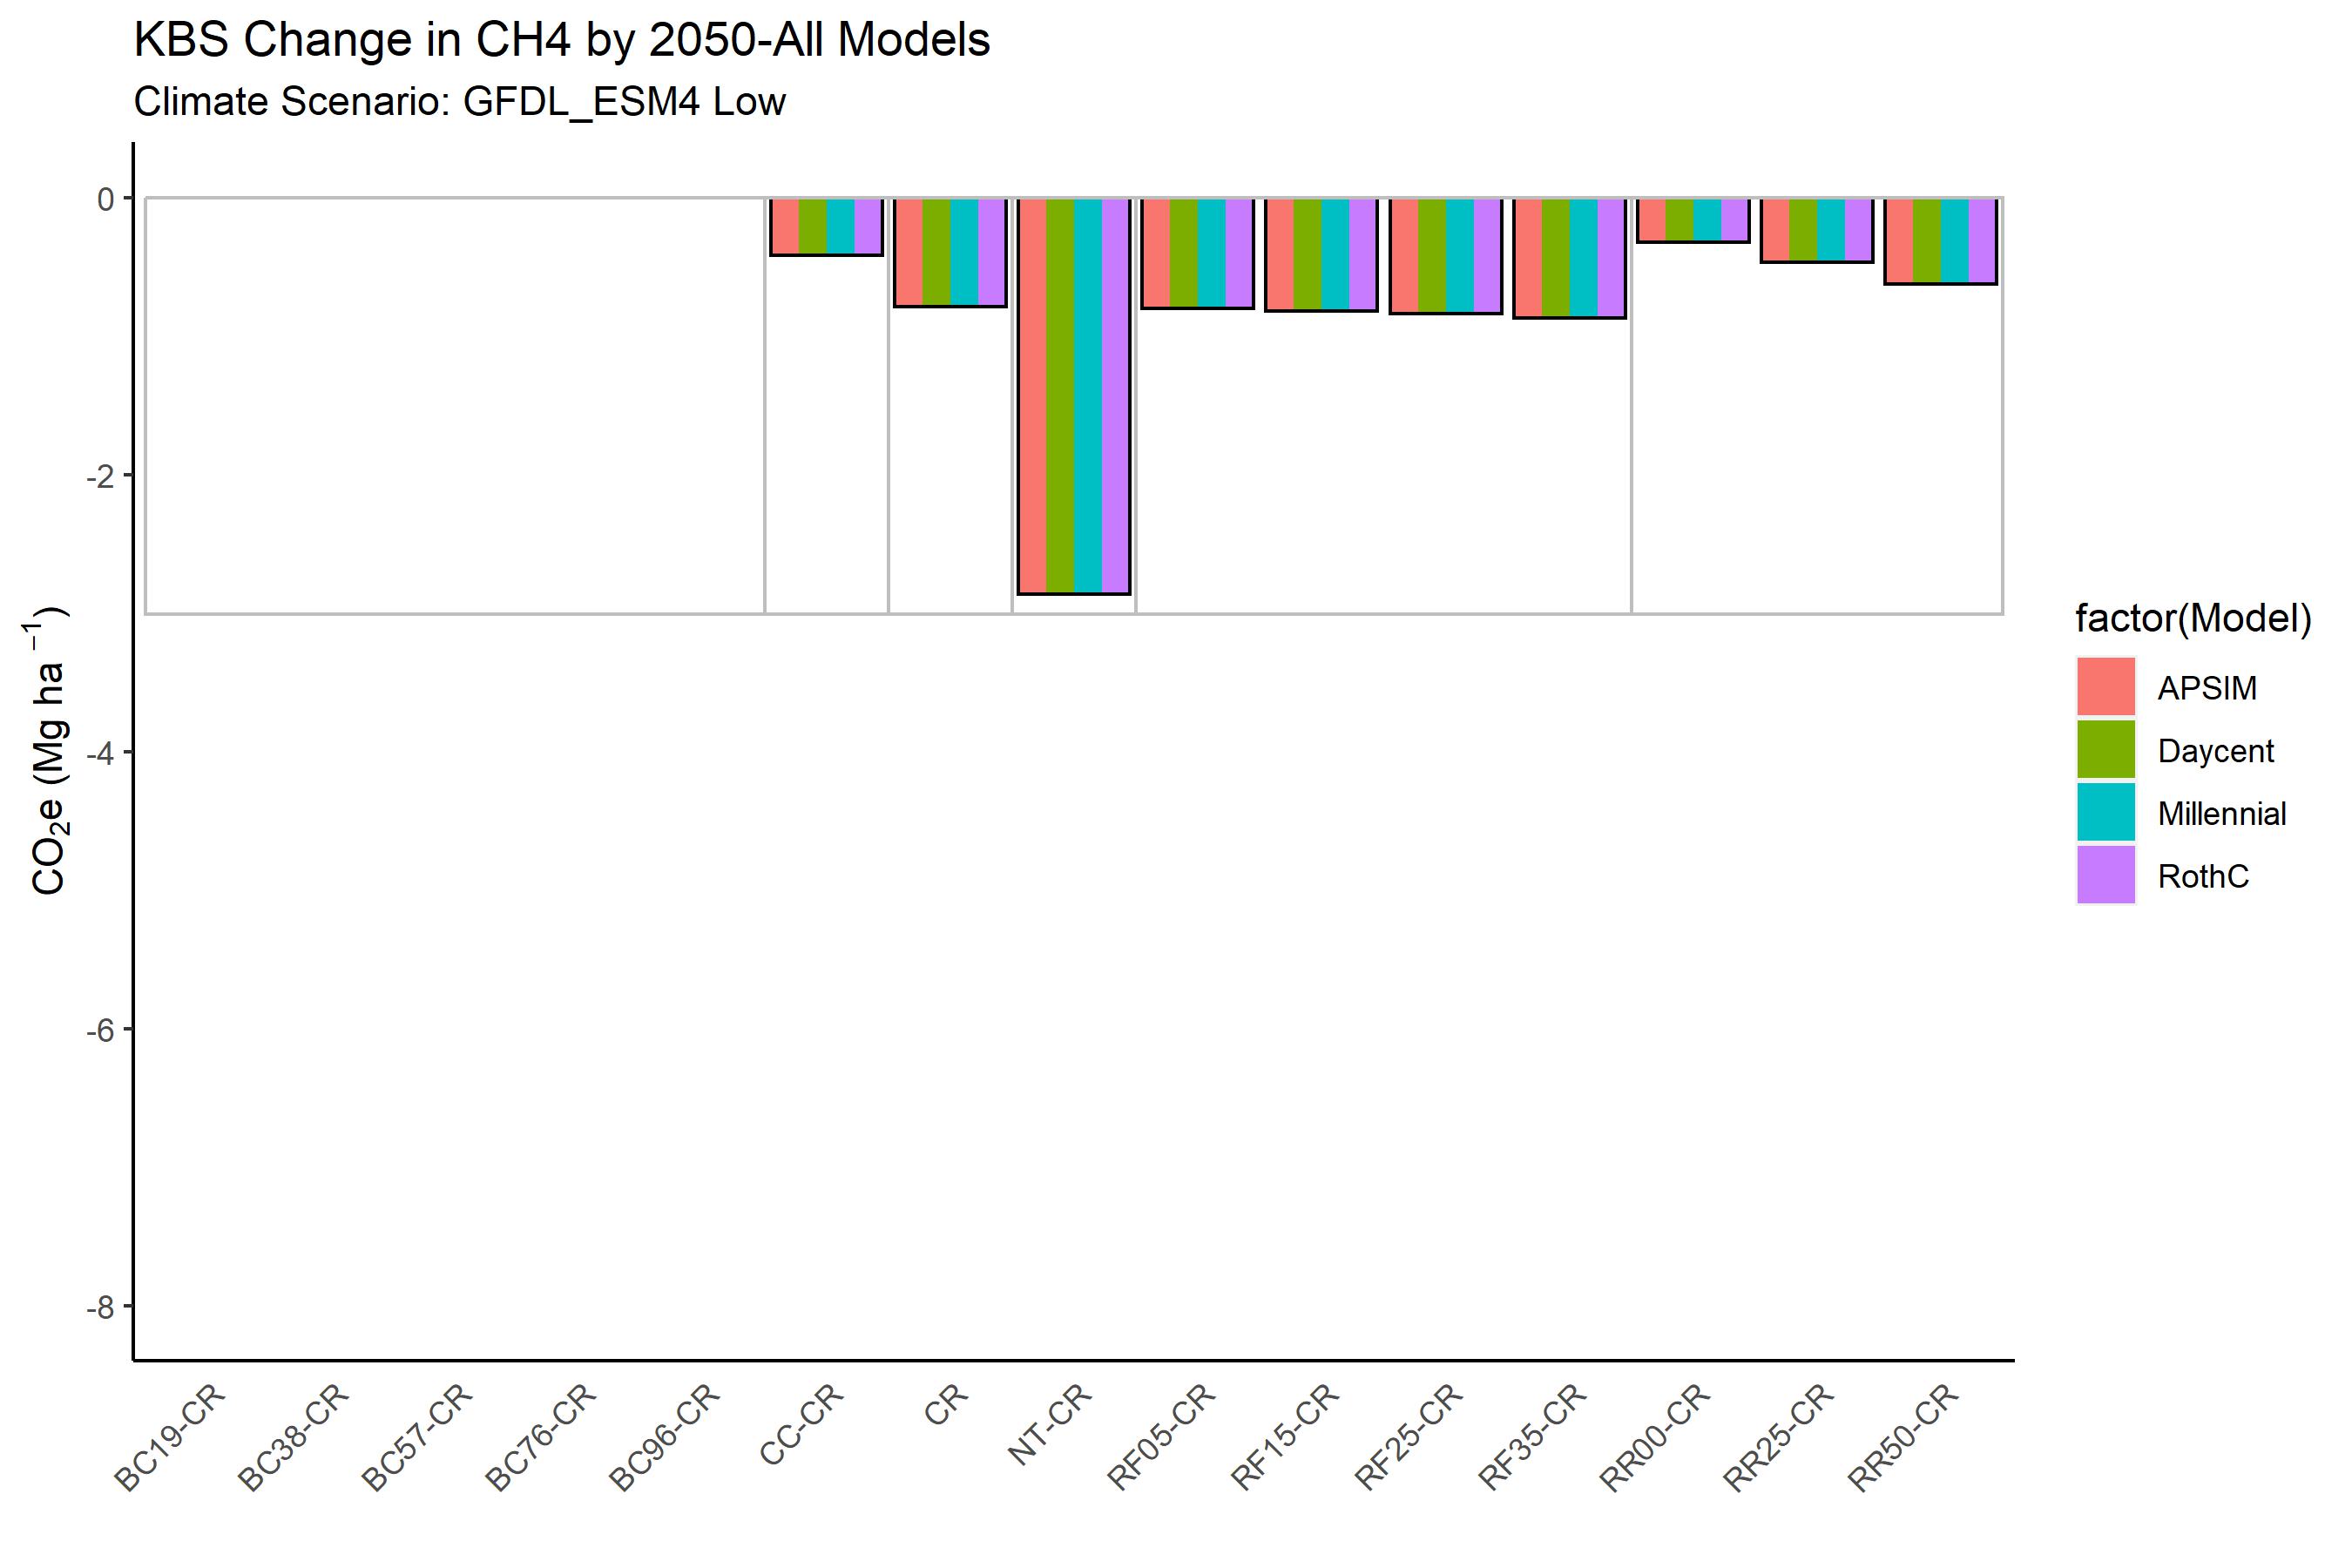 KBS Change in CH4 by 2050-All Models
Climate Scenario: GFDL_ESM4 Low
CO₂e (Mg ha ⁻¹)
0
-2
-4
-6
-8
BC19-CR
BC38-CR
BC57-CR
BC76-CR
BC96-CR
CC-CR
CR
NT-CR
RF05-CR
RF15-CR
RF25-CR
RF35-CR
RR00-CR
RR25-CR
RR50-CR
factor(Model)
APSIM
Daycent
Millennial
RothC